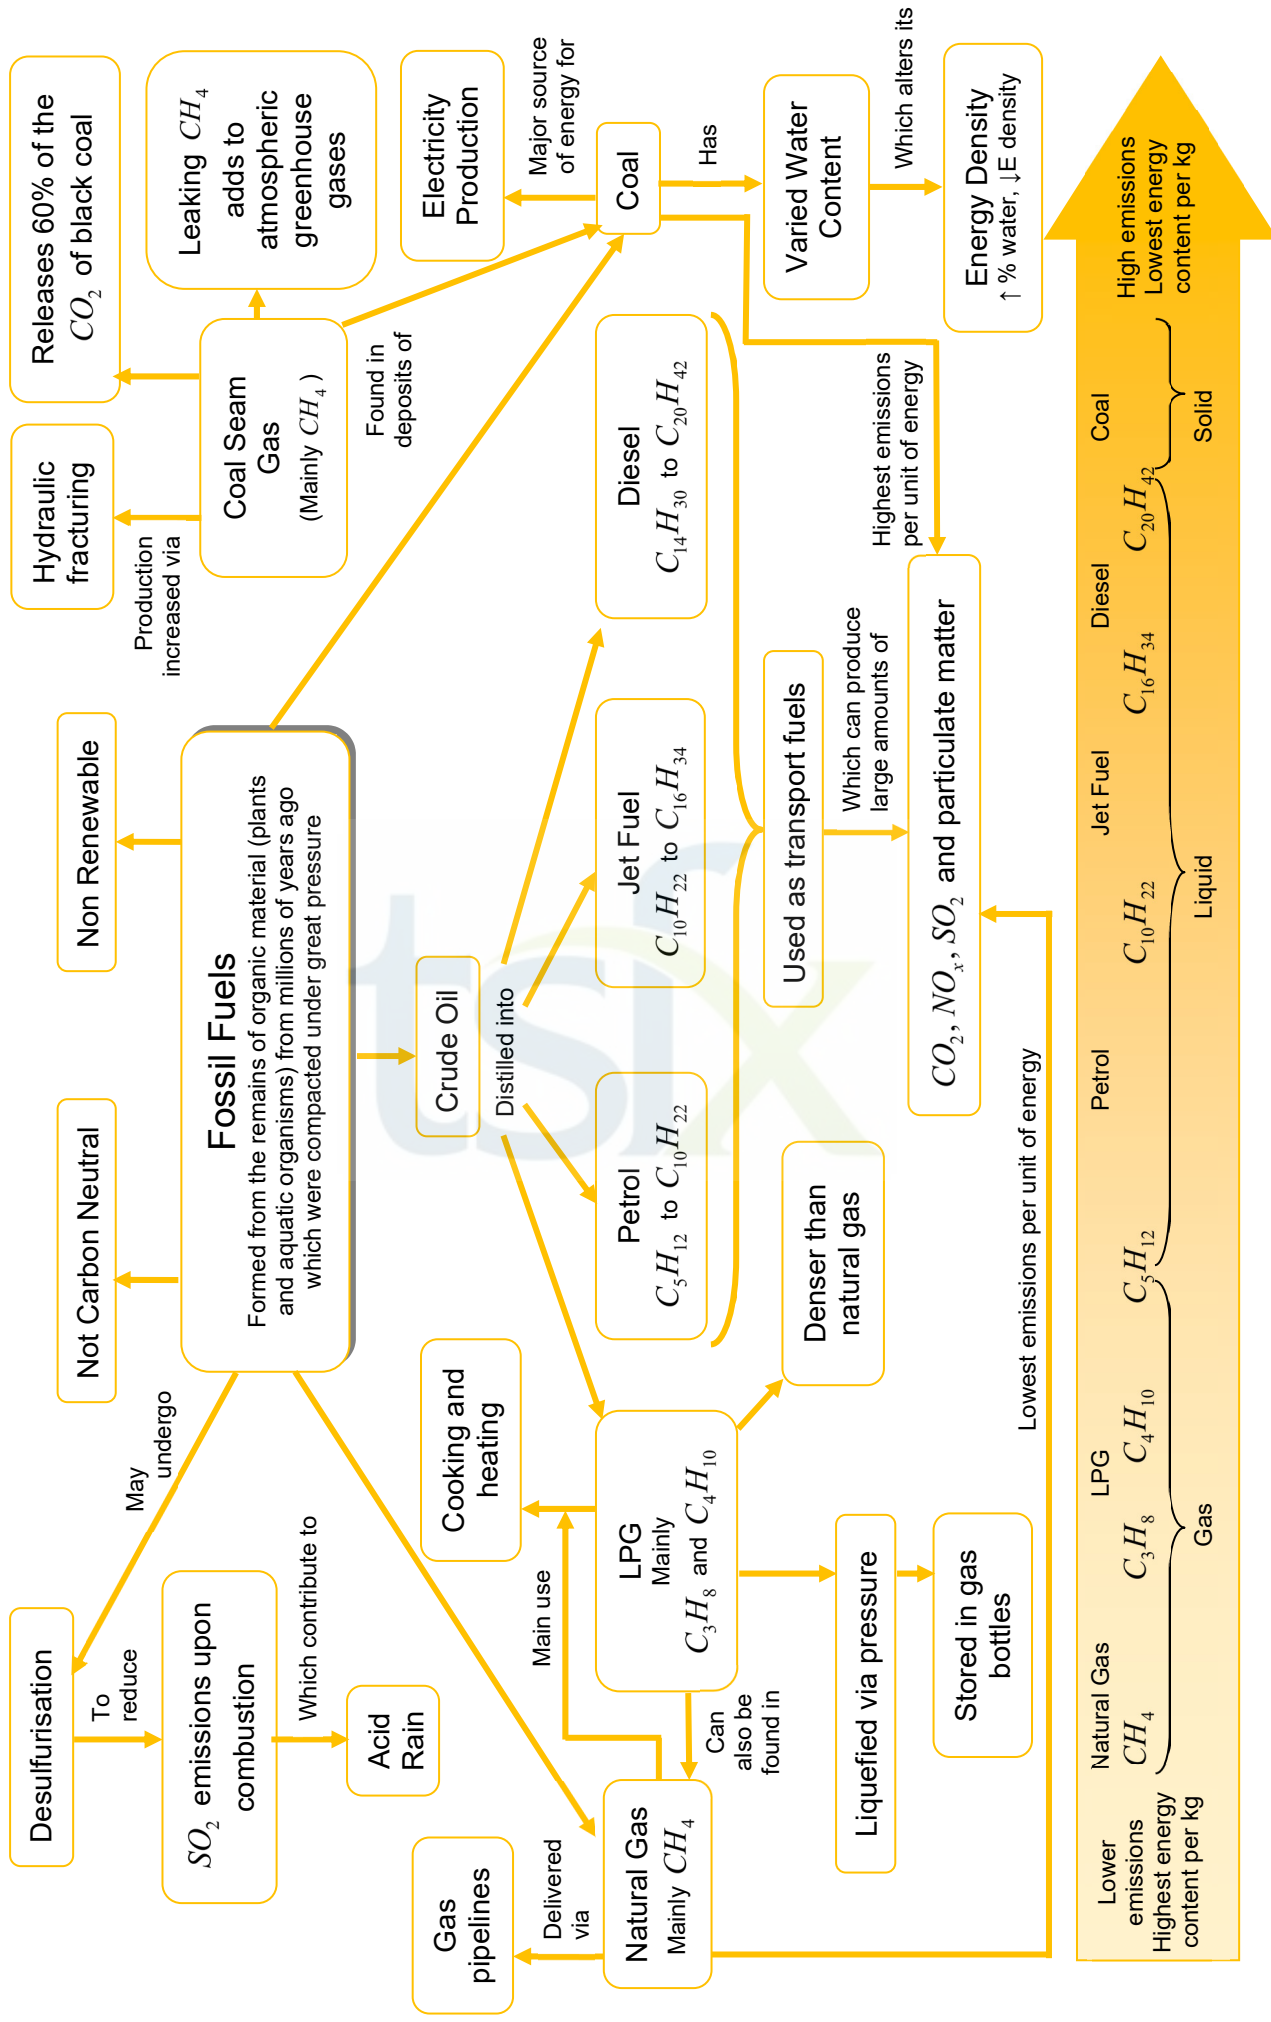 Desulfurisation
To
reduce
SO₂ emissions upon
combustion
Which contribute to
Acid
Rain
May
undergo
Not Carbon Neutral
Non Renewable
Fossil Fuels
Formed from the remains of organic material (plants
and aquatic organisms) from millions of years ago
which were compacted under great pressure
Hydraulic
fracturing
Production
increased via
Releases 60% of the
CO₂ of black coal
Coal Seam
Gas
(Mainly CH₄)
Leaking CH₄
adds to
atmospheric
greenhouse
gases
Found in
deposits of
Gas
pipelines
Delivered
via
Natural Gas
Mainly CH₄
Main use
Cooking and
heating
Crude Oil
Distilled into
Electricity
Production
Major source
of energy for
LPG
Mainly
C₃H₈ and C₄H₁₀
Petrol
C₅H₁₂ to C₁₀H₂₂
Jet Fuel
C₁₀H₂₂ to C₁₆H₃₄
Diesel
C₁₄H₃₀ to C₂₀H₄₂
Coal
Can
also be
found in
Has
Liquefied via pressure
Stored in gas
bottles
Denser than
natural gas
Used as transport fuels
Varied Water
Content
Which can produce
large amounts of
Highest emissions
per unit of energy
Which alters its
CO₂, NOₓ, SO₂ and particulate matter
Energy Density
↑ % water, ↓E density
Lowest emissions per unit of energy
tsfx
Lower
emissions
Highest energy
content per kg
Natural Gas LPG Petrol Jet Fuel Diesel Coal
CH₄ C₃H₈ C₄H₁₀ C₅H₁₂ C₁₀H₂₂ C₁₆H₃₄ C₂₀H₄₂
Gas Liquid Solid
High emissions
Lowest energy
content per kg